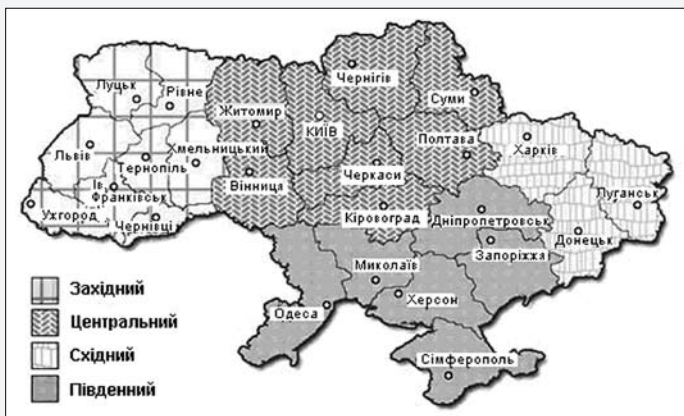 Чернігів
Луцьк
Рівне
Суми
Житомир
КИЇВ
Полтава
Харків
Львів
Хмельницький
Тернопіль
Черкаси
Вінниця
Ів
Франківськ
Луганськ
Ужгород
Кіровоград
Дніпропетровськ
Чернівці
Донецьк
Запоріжжа
Миколаїв
Херсон
Одеса
Сімферополь
Західний
Центральний
Східний
Південний